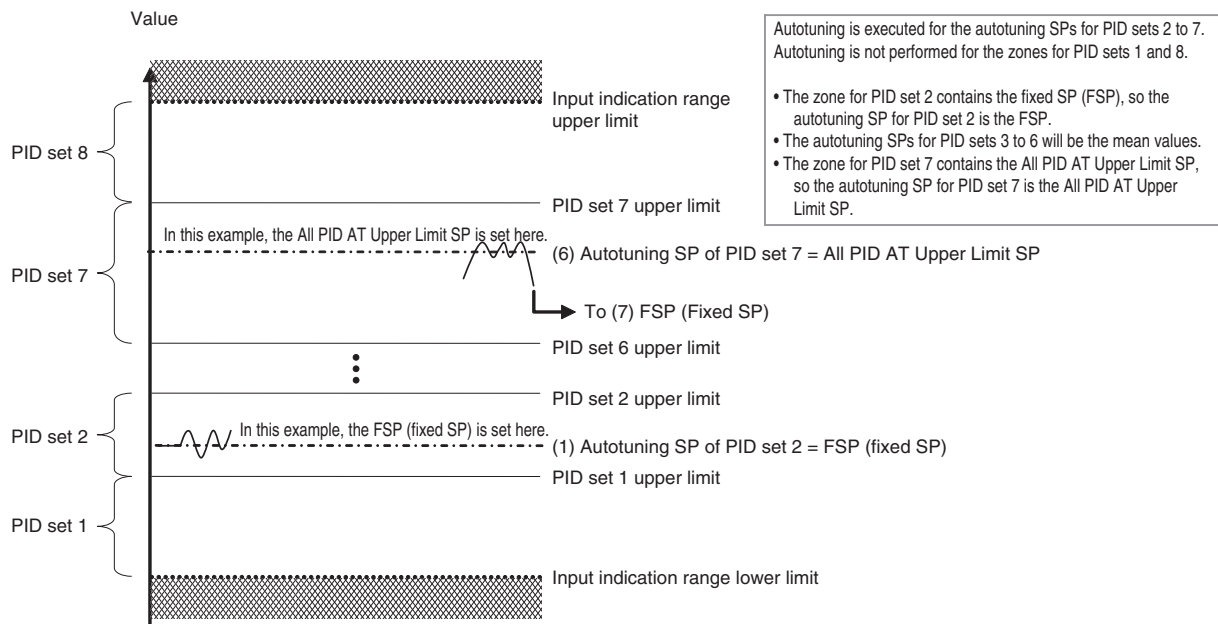 Value
Autotuning is executed for the autotuning SPs for PID sets 2 to 7.
Autotuning is not performed for the zones for PID sets 1 and 8.
• The zone for PID set 2 contains the fixed SP (FSP), so the
autotuning SP for PID set 2 is the FSP.
• The autotuning SPs for PID sets 3 to 6 will be the mean values.
• The zone for PID set 7 contains the All PID AT Upper Limit SP,
so the autotuning SP for PID set 7 is the All PID AT Upper
Limit SP.
Input indication range
upper limit
PID set 8
PID set 7 upper limit
In this example, the All PID AT Upper Limit SP is set here.
(6) Autotuning SP of PID set 7 = All PID AT Upper Limit SP
PID set 7
To (7) FSP (Fixed SP)
PID set 6 upper limit
PID set 2 upper limit
In this example, the FSP (fixed SP) is set here.
PID set 2
(1) Autotuning SP of PID set 2 = FSP (fixed SP)
PID set 1 upper limit
PID set 1
Input indication range lower limit